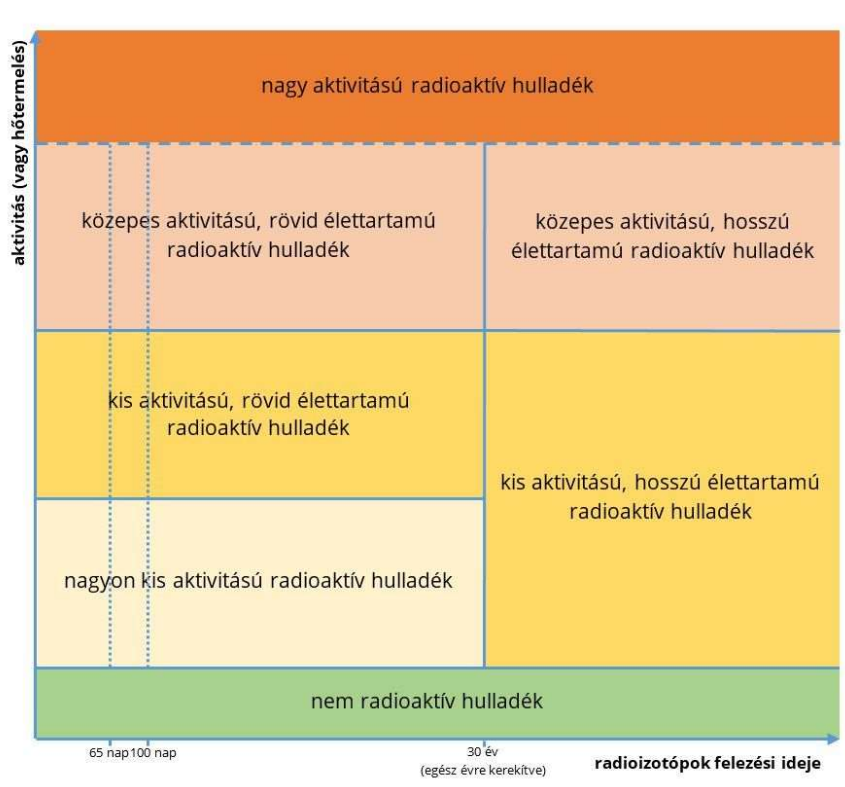 aktivitás (vagy hőtermelés)
nagy aktivitású radioaktív hulladék
közepes aktivitású, rövid élettartamú
radioaktív hulladék
közepes aktivitású, hosszú
élettartamú radioaktív hulladék
kis aktivitású, rövid élettartamú
radioaktív hulladék
kis aktivitású, hosszú élettartamú
radioaktív hulladék
nagyon kis aktivitású radioaktív hulladék
nem radioaktív hulladék
65 nap
100 nap
30 év
(egész évre kerekítve)
radioizotópok felezési ideje